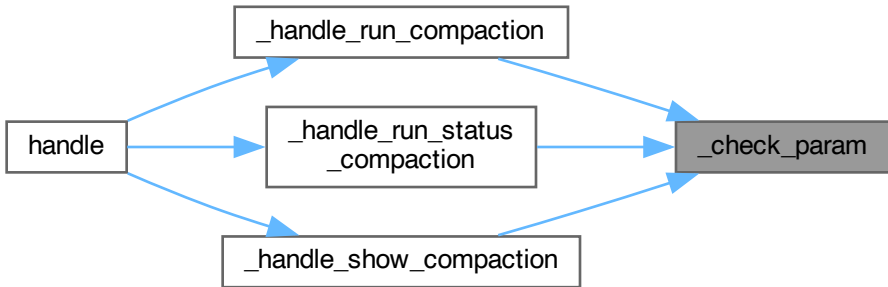 _handle_run_compaction
handle
_handle_run_status
_compaction
_check_param
_handle_show_compaction